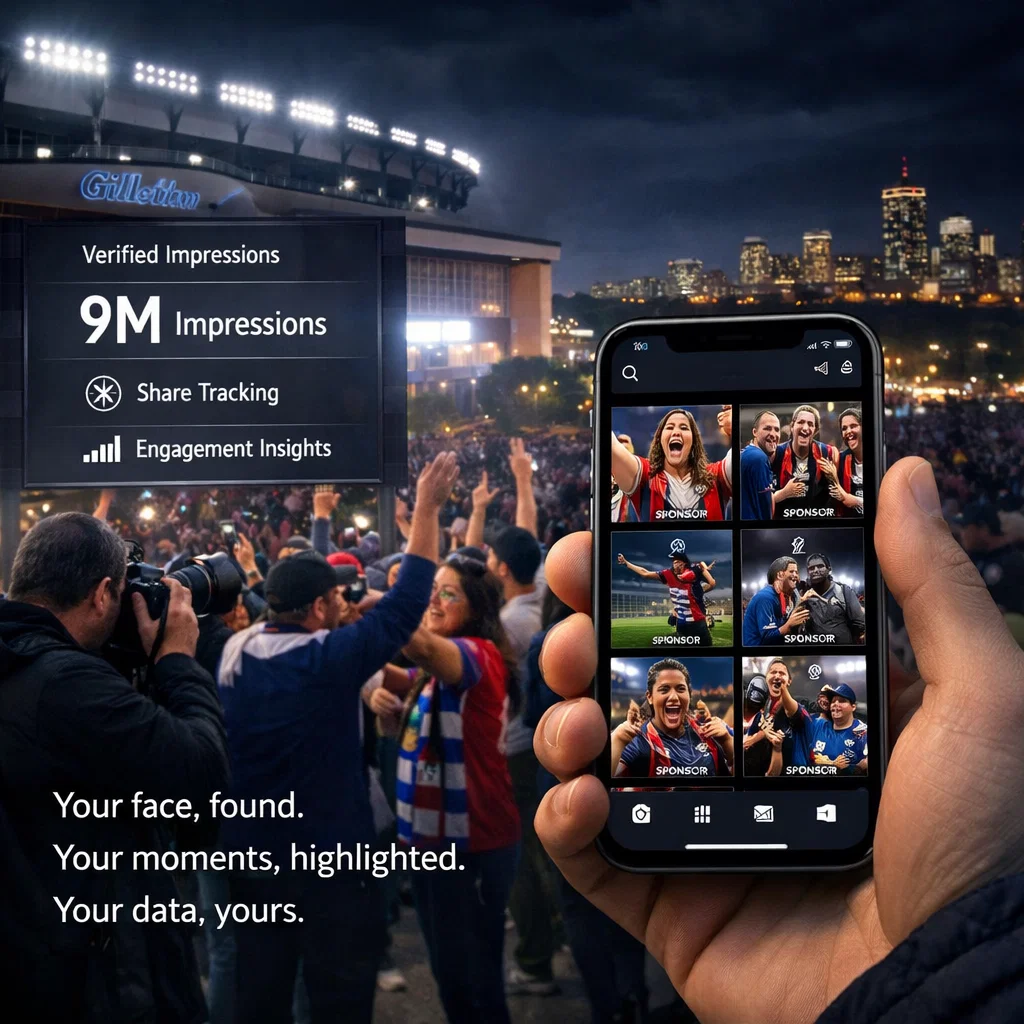 Verified Impressions
9M Impressions
Share Tracking
Engagement Insights
SPONSOR
SPONSOR
SPONSOR
SPONSOR
SPONSOR
SPONSOR
Your face, found.
Your moments, highlighted.
Your data, yours.